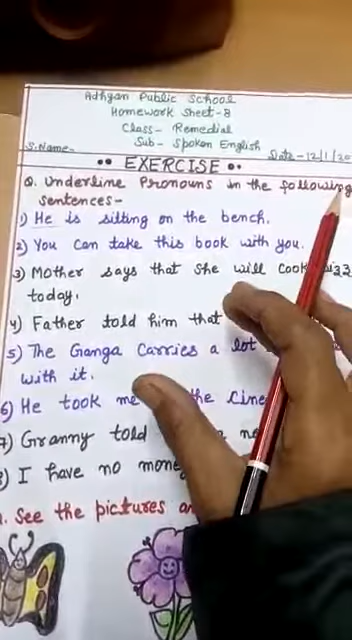 Adhyan Public School
Homework Sheet-8
Class- Remedial
S.Name- Sub- Spoken English Date-12/1/20
•• EXERCISE ••
Q. Underline Pronouns in the following
sentences-
1) He is sitting on the bench.
2) You can take this book with you.
3) Mother says that she will cook
today.
4) Father told him that
5) The Ganga carries a lot
with it.
6) He took me the cine
7) Granny told
8) I have no money
See the pictures